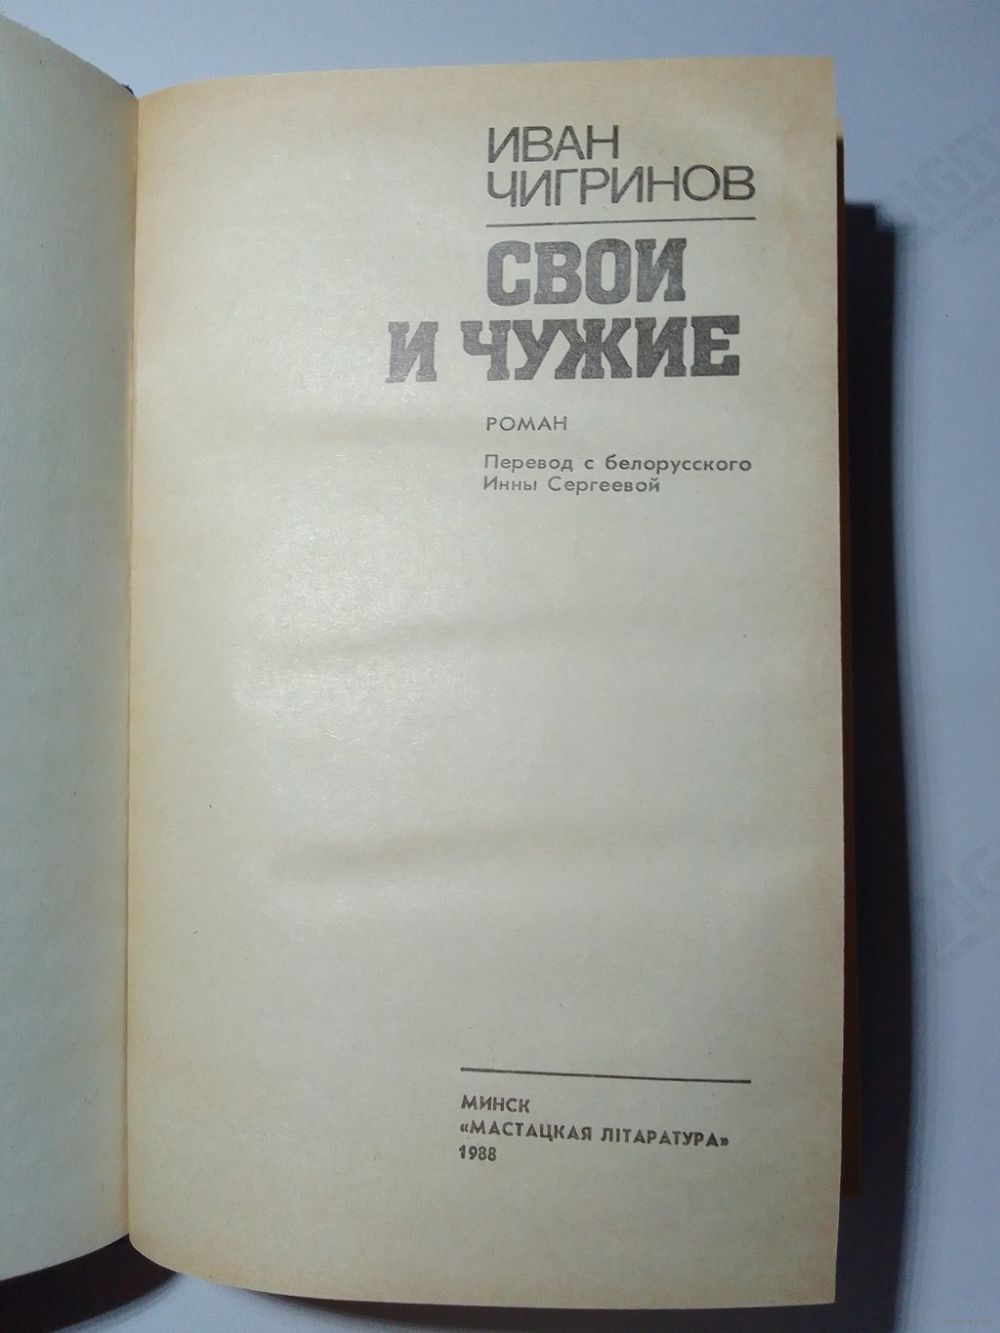 ИВАН
ЧИГРИНОВ
СВОИ
И ЧУЖИЕ
РОМАН
Перевод с белорусского
Инны Сергеевой
МИНСК
«МАСТАЦКАЯ ЛІТАРАТУРА»
1988